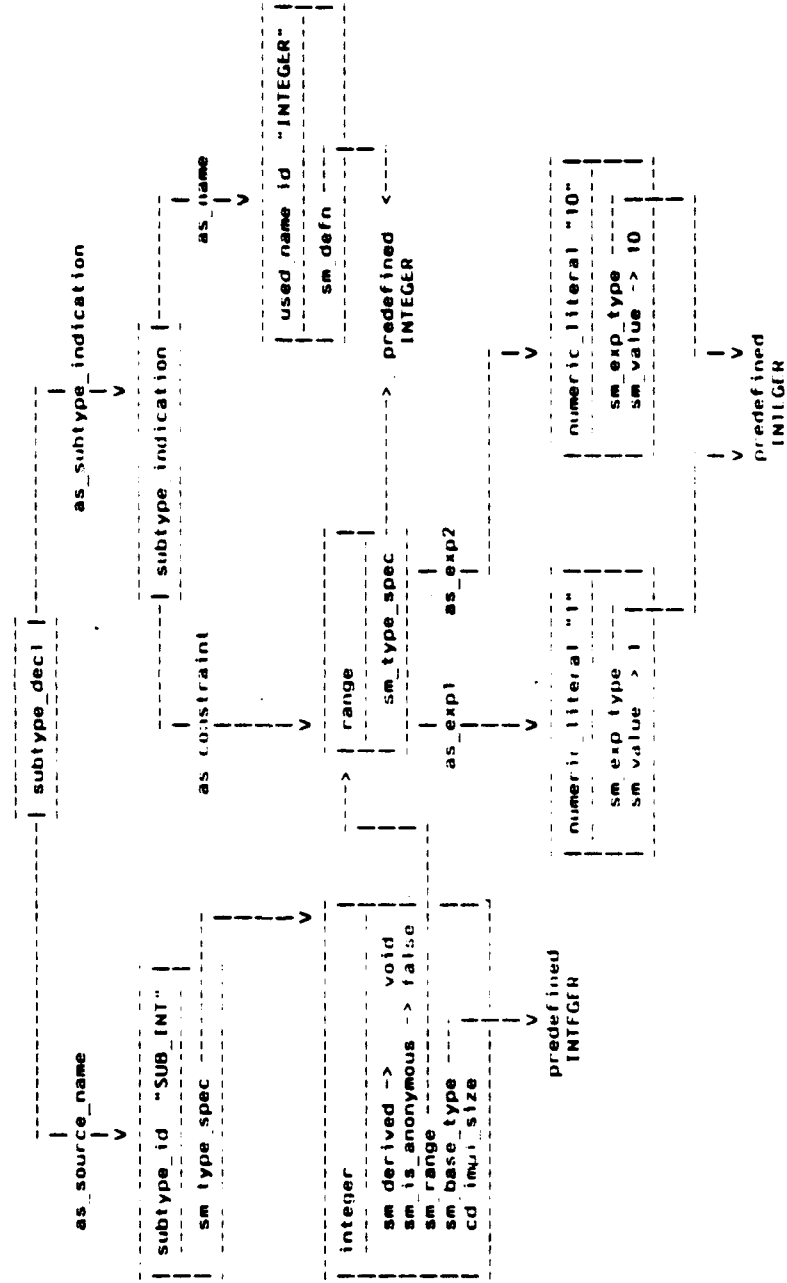 subtype_decl
as_source_name
as_subtype_indication
subtype_id "SUB_INT"
sm_type_spec
subtype_indication
as_constraint
as_name
integer
sm_derived -> void
sm_is_anonymous -> false
sm_range
sm_base_type
cd_impl_size
predefined
INTEGER
range
sm_type_spec
used_name_id "INTEGER"
sm_defn
predefined
INTEGER
as_exp1
as_exp2
numeric_literal "1"
sm_exp_type
sm_value -> 1
numeric_literal "10"
sm_exp_type
sm_value -> 10
predefined
INTEGER